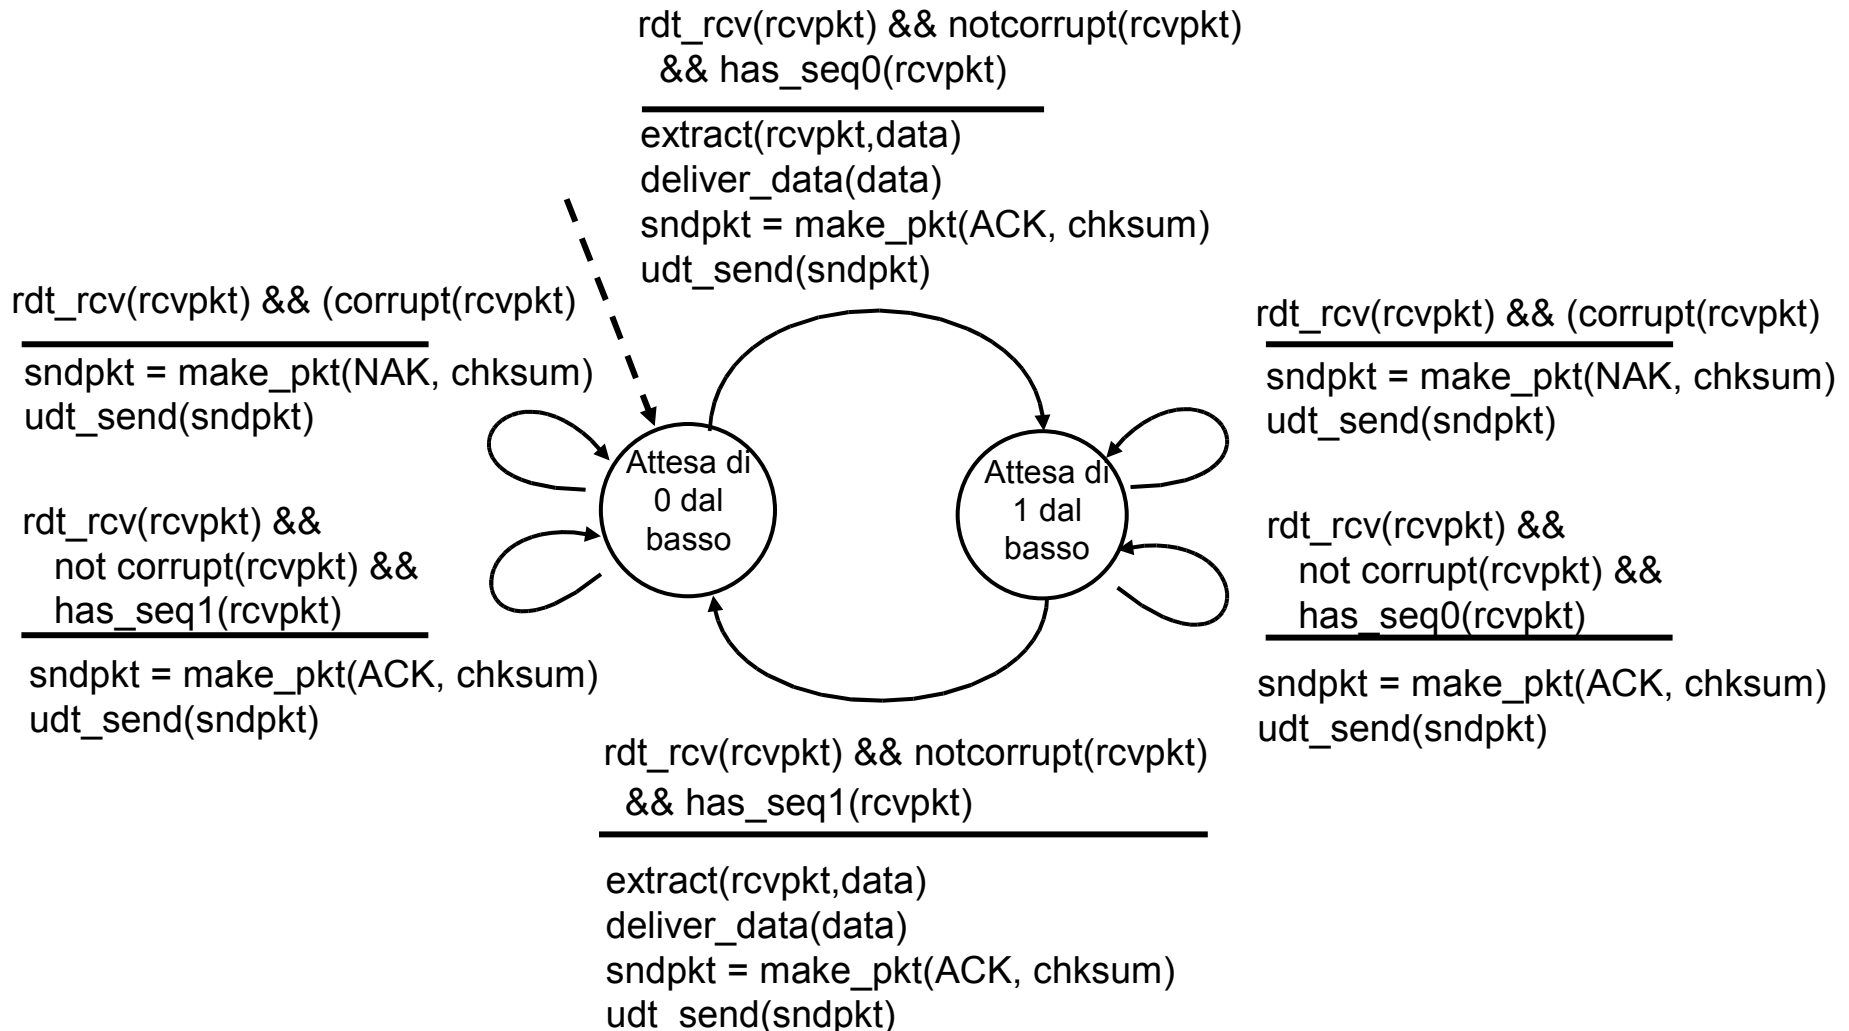 rdt_rcv(rcvpkt) && notcorrupt(rcvpkt)
&& has_seq0(rcvpkt)
extract(rcvpkt,data)
deliver_data(data)
sndpkt = make_pkt(ACK, chksum)
udt_send(sndpkt)
rdt_rcv(rcvpkt) && (corrupt(rcvpkt)
sndpkt = make_pkt(NAK, chksum)
udt_send(sndpkt)
rdt_rcv(rcvpkt) &&
not corrupt(rcvpkt) &&
has_seq1(rcvpkt)
sndpkt = make_pkt(ACK, chksum)
udt_send(sndpkt)
Attesa di
0 dal
basso
Attesa di
1 dal
basso
rdt_rcv(rcvpkt) && (corrupt(rcvpkt)
sndpkt = make_pkt(NAK, chksum)
udt_send(sndpkt)
rdt_rcv(rcvpkt) &&
not corrupt(rcvpkt) &&
has_seq0(rcvpkt)
sndpkt = make_pkt(ACK, chksum)
udt_send(sndpkt)
rdt_rcv(rcvpkt) && notcorrupt(rcvpkt)
&& has_seq1(rcvpkt)
extract(rcvpkt,data)
deliver_data(data)
sndpkt = make_pkt(ACK, chksum)
udt_send(sndpkt)